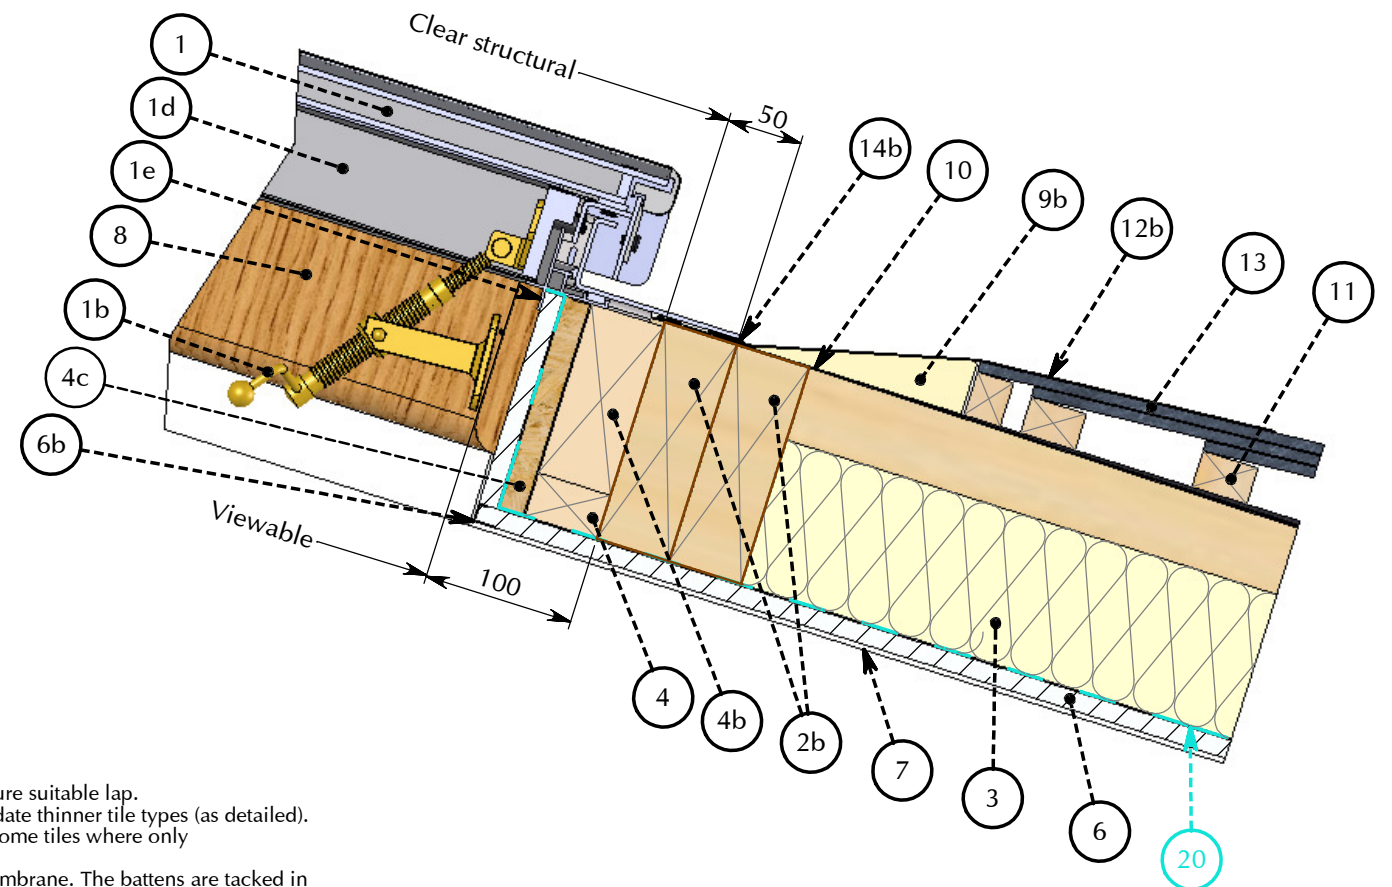 Clear structural
50
1
1d
1e
8
1b
4c
6b
14b
10
9b
12b
13
11
Viewable
100
4
4b
2b
7
3
6
20
ure suitable lap.
date thinner tile types (as detailed).
ome tiles where only
mbrane. The battens are tacked in